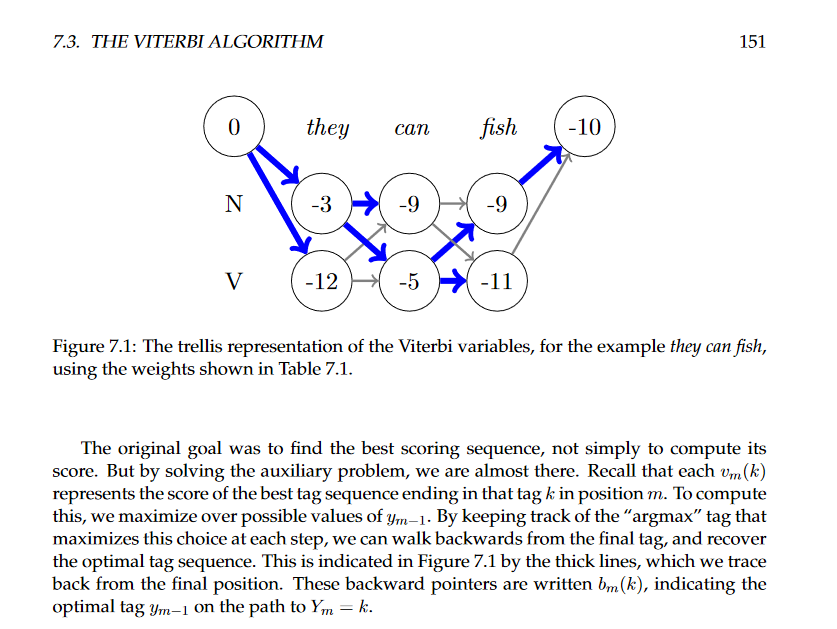 7.3. THE VITERBI ALGORITHM 151
0 they can fish -10
N -3 -9 -9
V -12 -5 -11
Figure 7.1: The trellis representation of the Viterbi variables, for the example they can fish,
using the weights shown in Table 7.1.
The original goal was to find the best scoring sequence, not simply to compute its
score. But by solving the auxiliary problem, we are almost there. Recall that each vₘ(k)
represents the score of the best tag sequence ending in that tag k in position m. To compute
this, we maximize over possible values of yₘ₋₁. By keeping track of the “argmax” tag that
maximizes this choice at each step, we can walk backwards from the final tag, and recover
the optimal tag sequence. This is indicated in Figure 7.1 by the thick lines, which we trace
back from the final position. These backward pointers are written bₘ(k), indicating the
optimal tag yₘ₋₁ on the path to Yₘ = k.